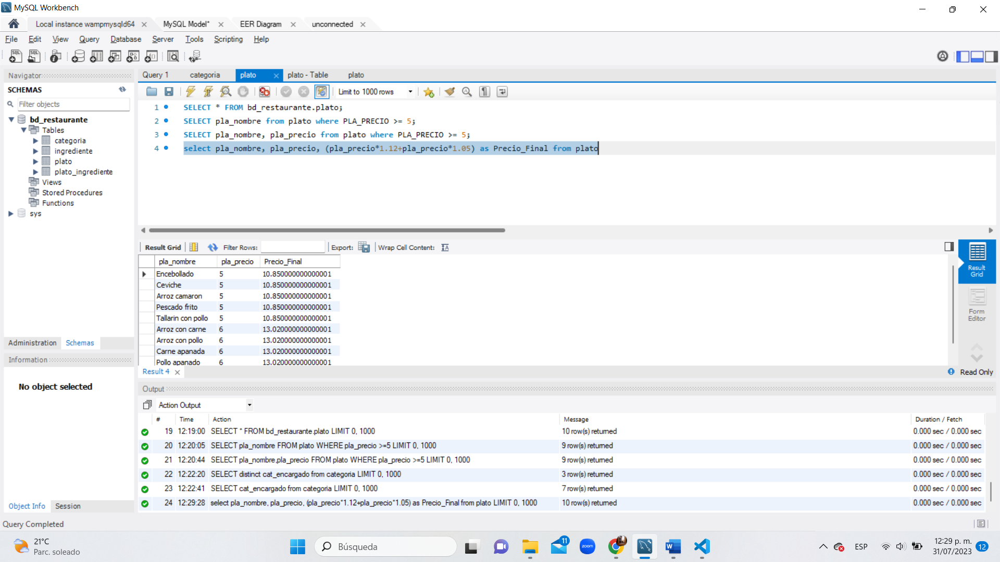 MySQL Workbench
Local instance wampmysqld64
MySQL Model*
EER Diagram
unconnected
File Edit View Query Database Server Tools Scripting Help
Navigator
SCHEMAS
Filter objects
bd_restaurante
Tables
categoria
ingrediente
plato
plato_ingrediente
Views
Stored Procedures
Functions
sys
Administration Schemas
Information
No object selected
Object Info Session
Query 1 categoria plato plato - Table plato
Limit to 1000 rows
1 SELECT * FROM bd_restaurante.plato;
2 SELECT pla_nombre from plato where PLA_PRECIO >= 5;
3 SELECT pla_nombre, pla_precio from plato where PLA_PRECIO >= 5;
4 select pla_nombre, pla_precio, (pla_precio*1.12+pla_precio*1.05) as Precio_Final from plato
Result Grid Filter Rows: Export: Wrap Cell Content:
pla_nombre pla_precio Precio_Final
Encebollado 5 10.850000000000001
Ceviche 5 10.850000000000001
Arroz camaron 5 10.850000000000001
Pescado frito 5 10.850000000000001
Tallarin con pollo 5 10.850000000000001
Arroz con carne 6 13.020000000000001
Arroz con pollo 6 13.020000000000001
Carne apanada 6 13.020000000000001
Pollo apanado 6 13.020000000000001
Result
Grid
Form
Editor
Result 4
Read Only
Output
Action Output
# Time Action Message Duration / Fetch
19 12:19:00 SELECT * FROM bd_restaurante.plato LIMIT 0, 1000 10 row(s) returned 0.000 sec / 0.000 sec
20 12:20:05 SELECT pla_nombre FROM plato WHERE pla_precio >=5 LIMIT 0, 1000 9 row(s) returned 0.000 sec / 0.000 sec
21 12:20:44 SELECT pla_nombre,pla_precio FROM plato WHERE pla_precio >=5 LIMIT 0, 1000 9 row(s) returned 0.000 sec / 0.000 sec
22 12:22:20 SELECT distinct cat_encargado from categoria LIMIT 0, 1000 3 row(s) returned 0.000 sec / 0.000 sec
23 12:22:41 SELECT cat_encargado from categoria LIMIT 0, 1000 7 row(s) returned 0.000 sec / 0.000 sec
24 12:29:28 select pla_nombre, pla_precio, (pla_precio*1.12+pla_precio*1.05) as Precio_Final from plato LIMIT 0, 1000 10 row(s) returned 0.000 sec / 0.000 sec
Query Completed
21°C
Parc. soleado
Búsqueda
11
zoom
W
ESP
12:29 p. m.
31/07/2023
12